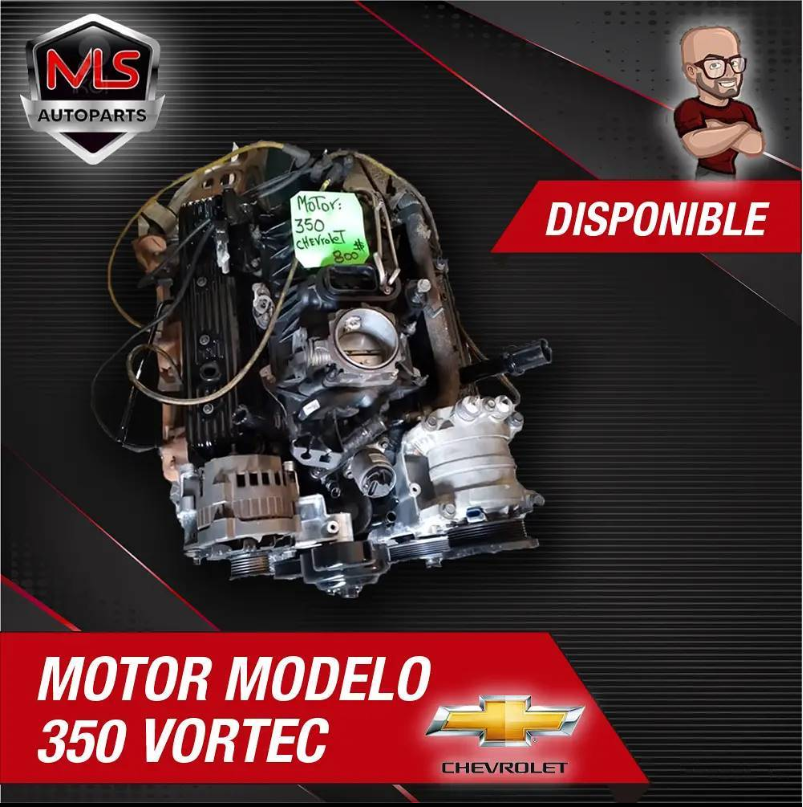 MLS
AUTOPARTS
DISPONIBLE
MOTOR:
350
CHEVROLET
800$
MOTOR MODELO
350 VORTEC
CHEVROLET